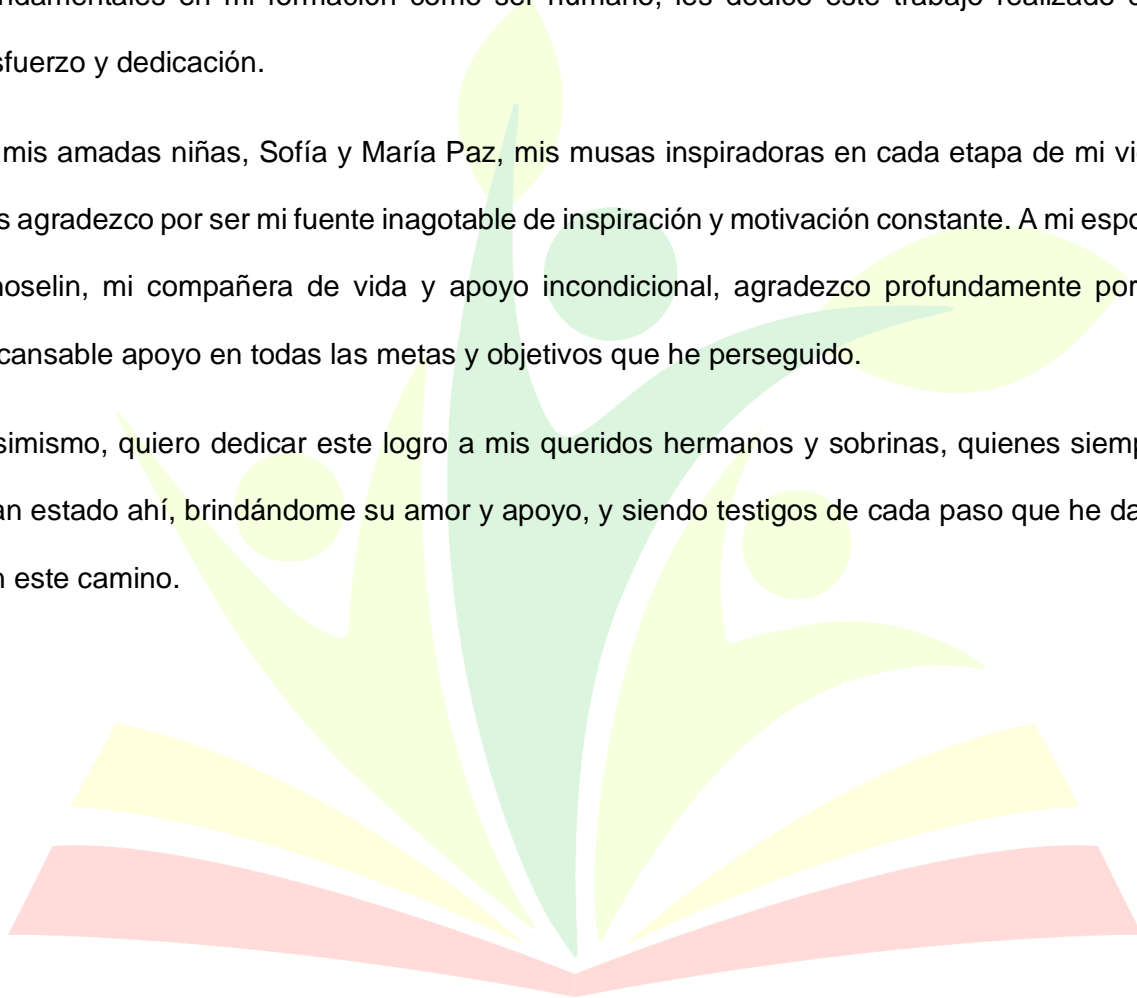 ndamentales en mi formación como ser humano, les dedico este trabajo realizado c
sfuerzo y dedicación.
mis amadas niñas, Sofía y María Paz, mis musas inspiradoras en cada etapa de mi vi
s agradezco por ser mi fuente inagotable de inspiración y motivación constante. A mi espo
noselin, mi compañera de vida y apoyo incondicional, agradezco profundamente por
cansable apoyo en todas las metas y objetivos que he perseguido.
simismo, quiero dedicar este logro a mis queridos hermanos y sobrinas, quienes siemp
an estado ahí, brindándome su amor y apoyo, y siendo testigos de cada paso que he da
n este camino.